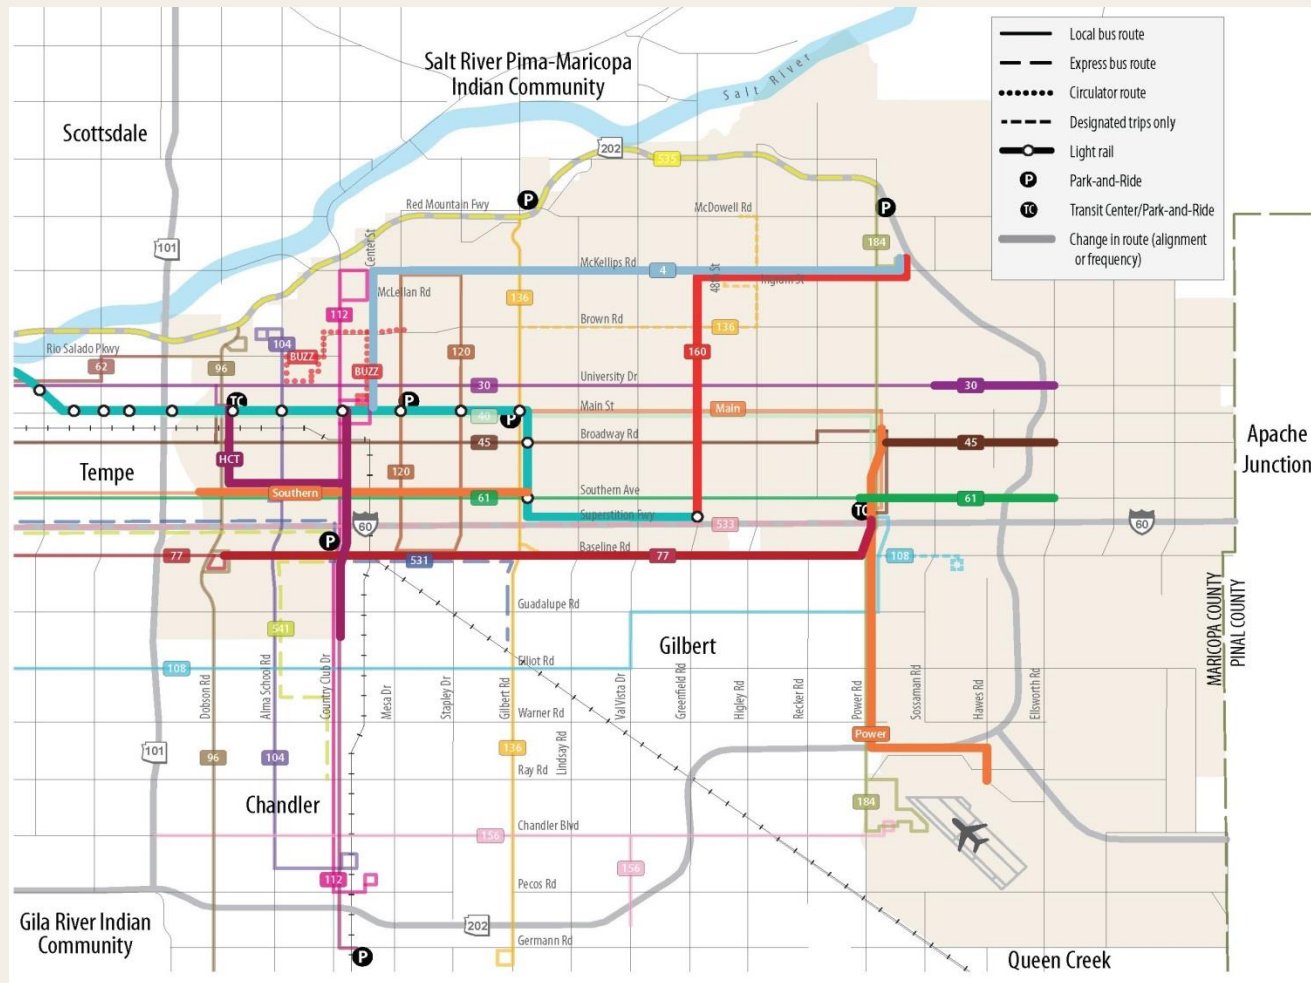 Salt River Pima-Maricopa
Indian Community
Salt River
Scottsdale
Local bus route
Express bus route
Circulator route
Designated trips only
Light rail
P Park-and-Ride
TC Transit Center/Park-and-Ride
Change in route (alignment
or frequency)
202
535
P
P
Red Mountain Fwy
McDowell Rd
101
184
Center St
McKellips Rd
4
48th St
Ingram St
McLellan Rd
136
112
Brown Rd
136
Rio Salado Pkwy
104
62
96
BUZZ
BUZZ
120
160
University Dr
30
30
TC
P
P
Main St
Main
40
Broadway Rd
45
45
Apache
Junction
Tempe
HCT
120
Southern
Southern Ave
61
61
TC
Superstition Fwy
60
533
60
P
77
Baseline Rd
77
108
531
Guadalupe Rd
541
Gilbert
108
Elliot Rd
MARICOPA COUNTY
PINAL COUNTY
Dobson Rd
Alma School Rd
Country Club Dr
Mesa Dr
Stapley Dr
Gilbert Rd
Lindsay Rd
Val Vista Dr
Greenfield Rd
Higley Rd
Recker Rd
Power Rd
Sossaman Rd
Hawes Rd
Ellsworth Rd
Warner Rd
Power
101
96
104
136
Ray Rd
Chandler
184
Chandler Blvd
156
156
112
Pecos Rd
Gila River Indian
Community
202
Germann Rd
P
Queen Creek